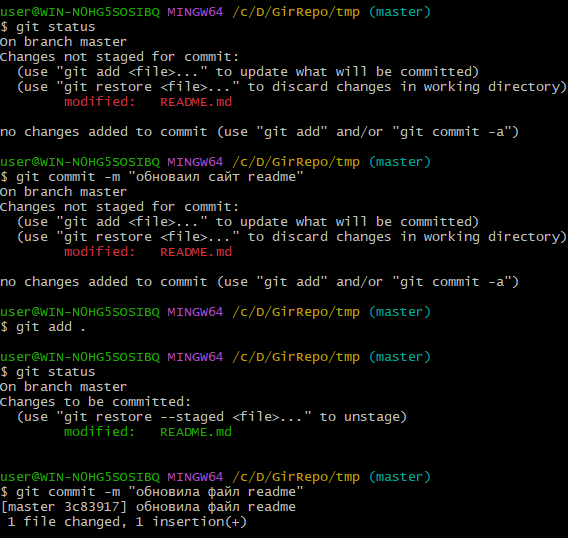 user@WIN-N0HG5SOSIBQ MINGW64 /c/D/GirRepo/tmp (master)
$ git status
On branch master
Changes not staged for commit:
  (use "git add <file>..." to update what will be committed)
  (use "git restore <file>..." to discard changes in working directory)
        modified:   README.md

no changes added to commit (use "git add" and/or "git commit -a")

user@WIN-N0HG5SOSIBQ MINGW64 /c/D/GirRepo/tmp (master)
$ git commit -m "обноваил сайт readme"
On branch master
Changes not staged for commit:
  (use "git add <file>..." to update what will be committed)
  (use "git restore <file>..." to discard changes in working directory)
        modified:   README.md

no changes added to commit (use "git add" and/or "git commit -a")

user@WIN-N0HG5SOSIBQ MINGW64 /c/D/GirRepo/tmp (master)
$ git add .

user@WIN-N0HG5SOSIBQ MINGW64 /c/D/GirRepo/tmp (master)
$ git status
On branch master
Changes to be committed:
  (use "git restore --staged <file>..." to unstage)
        modified:   README.md

user@WIN-N0HG5SOSIBQ MINGW64 /c/D/GirRepo/tmp (master)
$ git commit -m "обновила файл readme"
[master 3c83917] обновила файл readme
 1 file changed, 1 insertion(+)